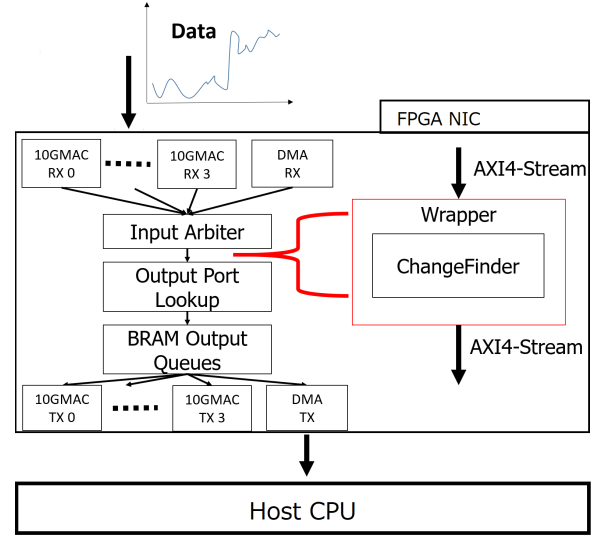 Data
FPGA NIC
10GMAC
RX 0
10GMAC
RX 3
DMA
RX
AXI4-Stream
Input Arbiter
Wrapper
ChangeFinder
Output Port
Lookup
BRAM Output
Queues
AXI4-Stream
10GMAC
TX 0
10GMAC
TX 3
DMA
TX
Host CPU